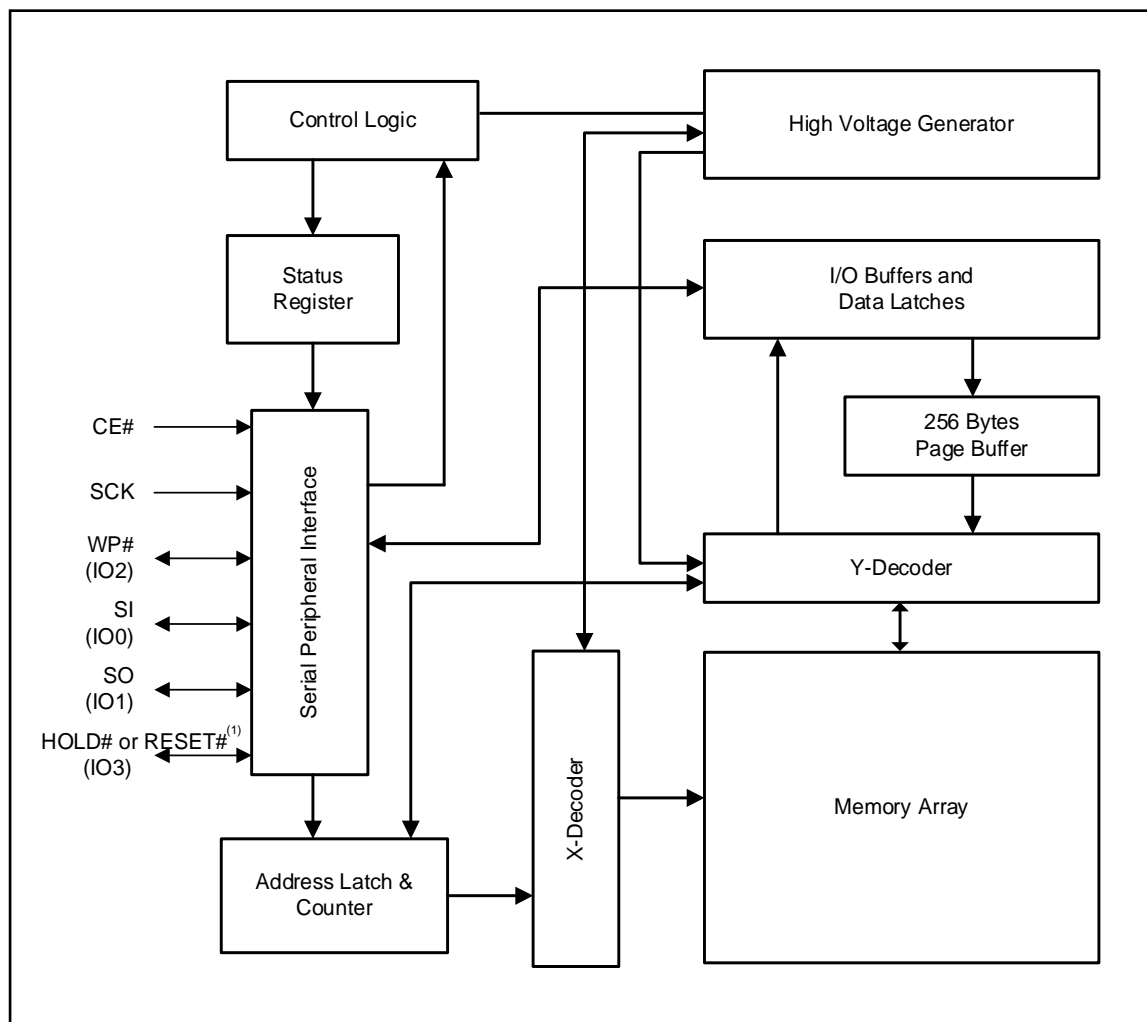 Control Logic
High Voltage Generator
Status
Register
I/O Buffers and
Data Latches
256 Bytes
Page Buffer
CE#
SCK
WP#
(IO2)
SI
(IO0)
SO
(IO1)
HOLD# or RESET#(1)
(IO3)
Serial Peripheral Interface
Y-Decoder
X-Decoder
Memory Array
Address Latch &
Counter